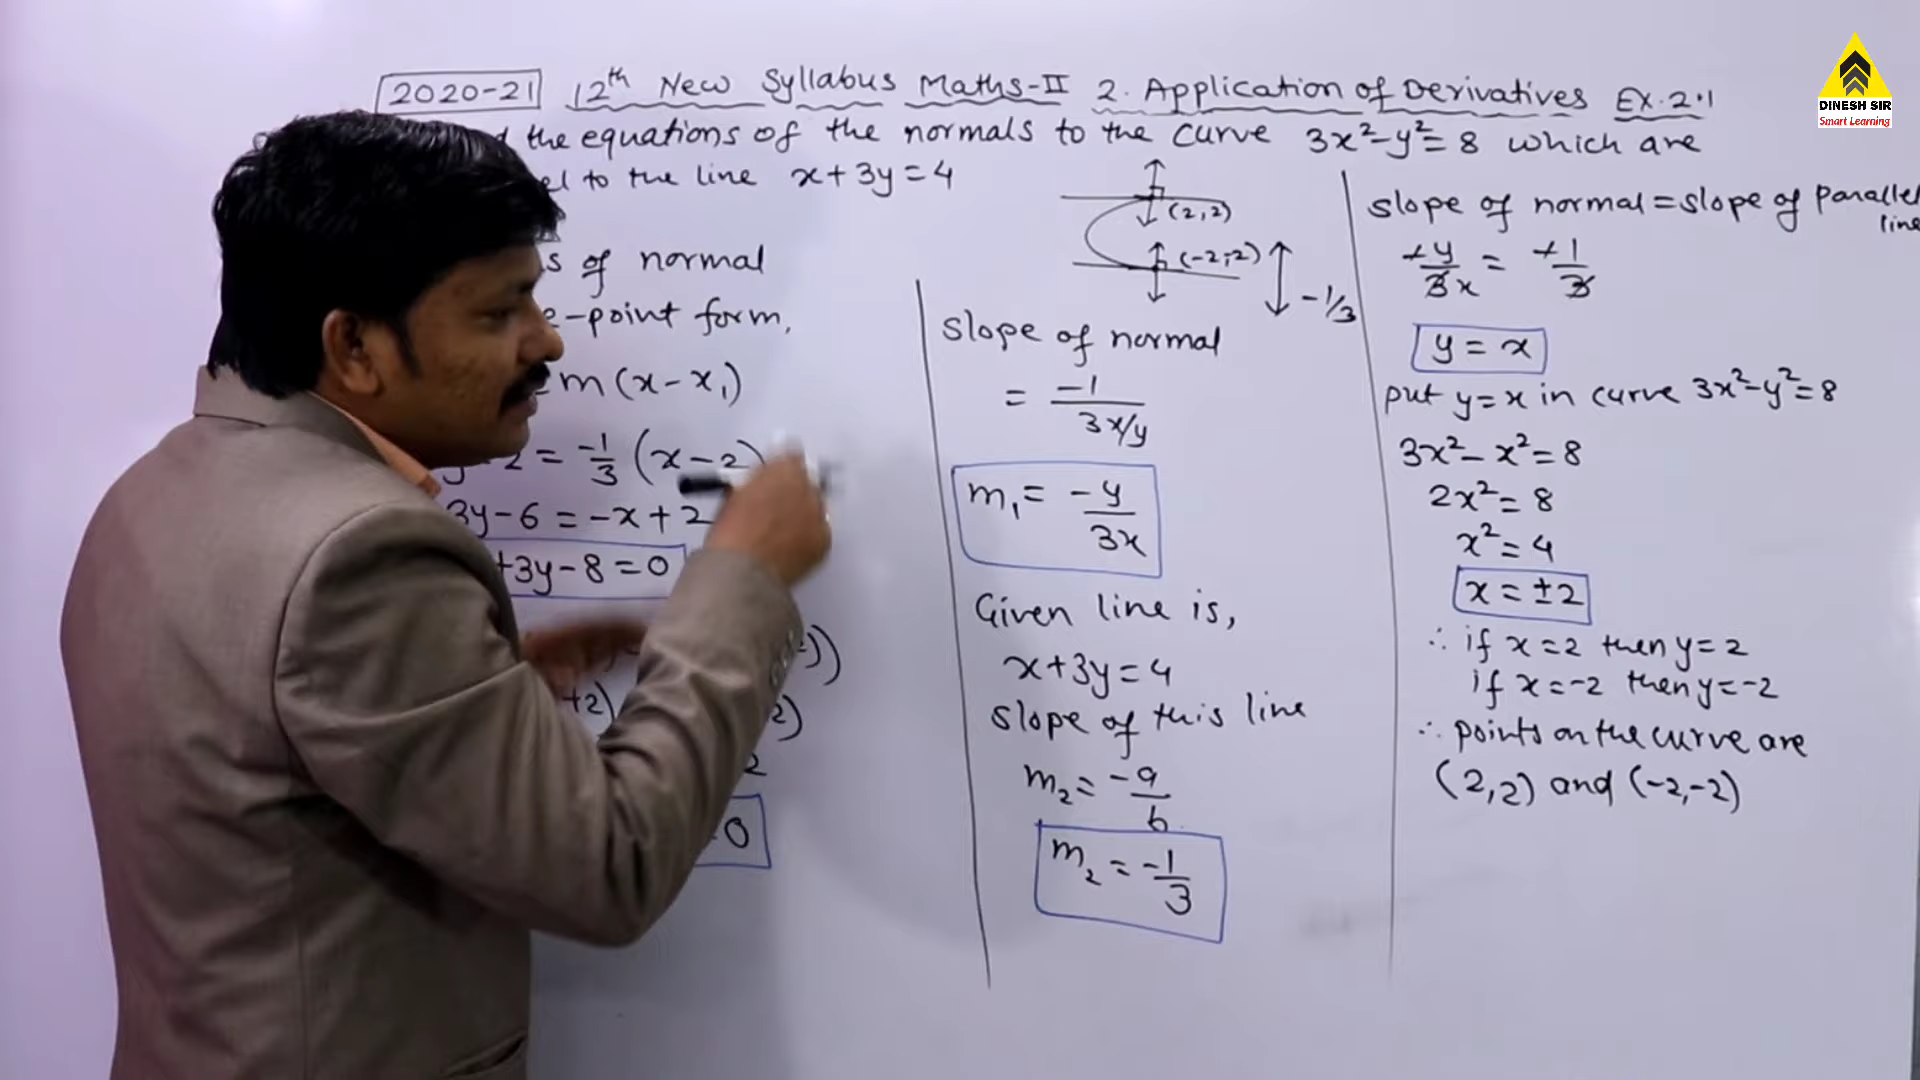 2020-21 12th New Syllabus Maths-II 2. Application of Derivatives Ex. 2.1
the equations of the normals to the curve 3x²-y²=8 which are
to the line x+3y=4
of normal
-point form,
m(x-x₁)
y-2 = -1/3 (x-2)
3y-6 = -x+2
+3y-8=0
+2)
2)
2
0
(2,2)
(-2,-2)
-1/3
slope of normal
= -1/(3x/y)
m₁ = -y/3x
Given line is,
x+3y=4
slope of this line
m₂ = -a/b
m₂ = -1/3
slope of normal = slope of parallel line
+y/3x = +1/3
y = x
put y=x in curve 3x²-y²=8
3x²-x²=8
2x²=8
x²=4
x=±2
∴ if x=2 then y=2
if x=-2 then y=-2
∴ points on the curve are
(2,2) and (-2,-2)
DINESH SIR
Smart Learning